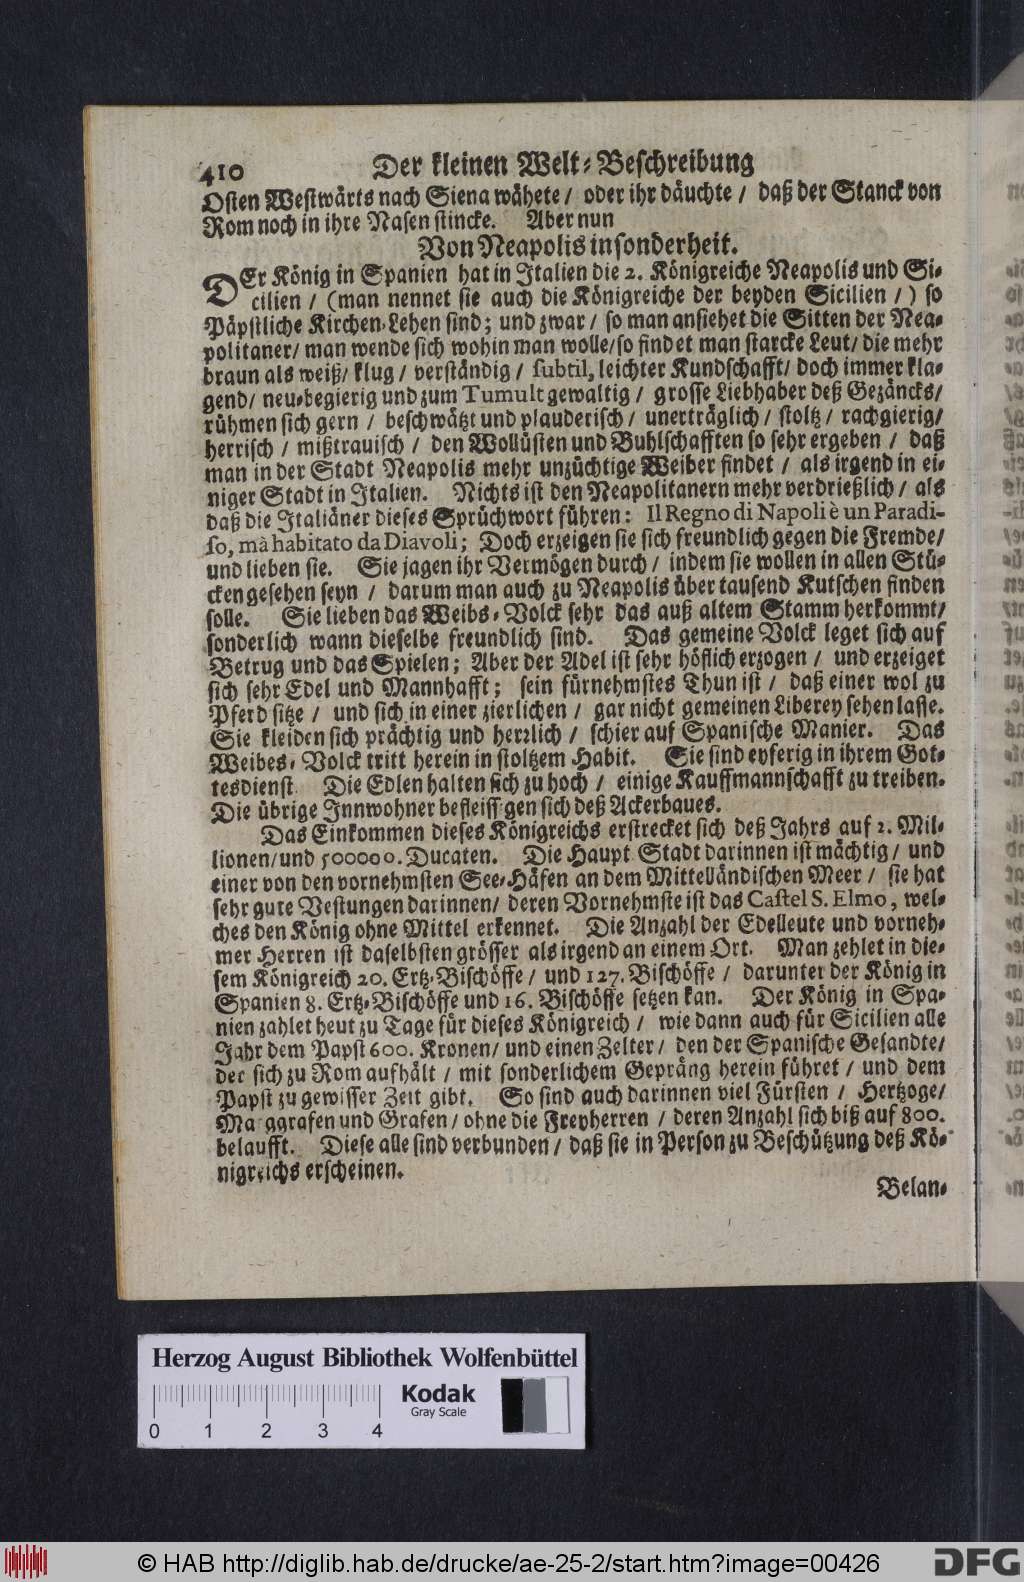 410 Der kleinen Welt-Beschreibung
Osten Westwärts nach Siena wähete / oder ihr däuchte / daß der Stanck von
Rom noch in ihre Nasen stincke. Aber nun
Von Neapolis insonderheit.
DEr König in Spanien hat in Italien die 2. Königreiche Neapolis und Si-
cilien / (man nennet sie auch die Königreiche der beyden Sicilien /) so
Päpstliche Kirchen-Lehen sind; und zwar / so man ansiehet die Sitten der Nea-
politaner/ man wende sich wohin man wolle/so findet man starcke Leut/ die mehr
braun als weiß/ klug / verständig / subtil, leichter Kundschafft/ doch immer kla-
gend/ neu-begierig und zum Tumult gewaltig / grosse Liebhaber deß Gezäncks/
rühmen sich gern / beschwätzt und plauderisch / unerträglich / stoltz / rachgierig/
herrisch / mißtrauisch / den Wollüsten und Buhlschafften so sehr ergeben / daß
man in der Stadt Neapolis mehr unzüchtige Weiber findet / als irgend in ei-
niger Stadt in Italien. Nichts ist den Neapolitanern mehr verdrießlich / als
daß die Italiäner dieses Sprüchwort führen: Il Regno di Napoli è un Paradi-
so, mà habitato da Diavoli; Doch erzeigen sie sich freundlich gegen die Fremde/
und lieben sie. Sie jagen ihr Vermögen durch / indem sie wollen in allen Stü-
cken gesehen seyn / darum man auch zu Neapolis über tausend Kutschen finden
solle. Sie lieben das Weibs-Volck sehr das auß altem Stamm herkommt/
sonderlich wann dieselbe freundlich sind. Das gemeine Volck leget sich auf
Betrug und das Spielen; Aber der Adel ist sehr höflich erzogen / und erzeiget
sich sehr Edel und Mannhafft; sein fürnehmstes Thun ist / daß einer wol zu
Pferd sitze / und sich in einer zierlichen / gar nicht gemeinen Liberey sehen lasse.
Sie kleiden sich prächtig und herrlich / schier auf Spanische Manier. Das
Weibes-Volck tritt herein in stoltzem Habit. Sie sind eyferig in ihrem Got-
tesdienst. Die Edlen halten sich zu hoch / einige Kauffmannschafft zu treiben.
Die übrige Innwohner befleissigen sich deß Ackerbaues.
Das Einkommen dieses Königreichs erstrecket sich deß Jahrs auf 2. Mil-
lionen/und 500000. Ducaten. Die Haupt Stadt darinnen ist mächtig / und
einer von den vornehmsten See-Häfen an dem Mittelländischen Meer / sie hat
sehr gute Vestungen darinnen/ deren Vornehmste ist das Castel S. Elmo, wel-
ches den König ohne Mittel erkennet. Die Anzahl der Edelleute und vorneh-
mer Herren ist daselbsten grösser als irgend an einem Ort. Man zehlet in die-
sem Königreich 20. Ertz-Bischöffe / und 127. Bischöffe / darunter der König in
Spanien 8. Ertz-Bischöffe und 16. Bischöffe setzen kan. Der König in Spa-
nien zahlet heut zu Tage für dieses Königreich / wie dann auch für Sicilien alle
Jahr dem Papst 600. Kronen/ und einen Zelter / den der Spanische Gesandte/
der sich zu Rom aufhält / mit sonderlichem Gepräng herein führet / und dem
Papst zu gewisser Zeit gibt. So sind auch darinnen viel Fürsten / Hertzoge/
Marggrafen und Grafen / ohne die Freyherren / deren Anzahl sich biß auf 800.
belaufft. Diese alle sind verbunden / daß sie in Person zu Beschützung deß Kö-
nigreichs erscheinen.
Belan-
Herzog August Bibliothek Wolfenbüttel
Kodak
Gray Scale
0 1 2 3 4
© HAB http://diglib.hab.de/drucke/ae-25-2/start.htm?image=00426
DFG